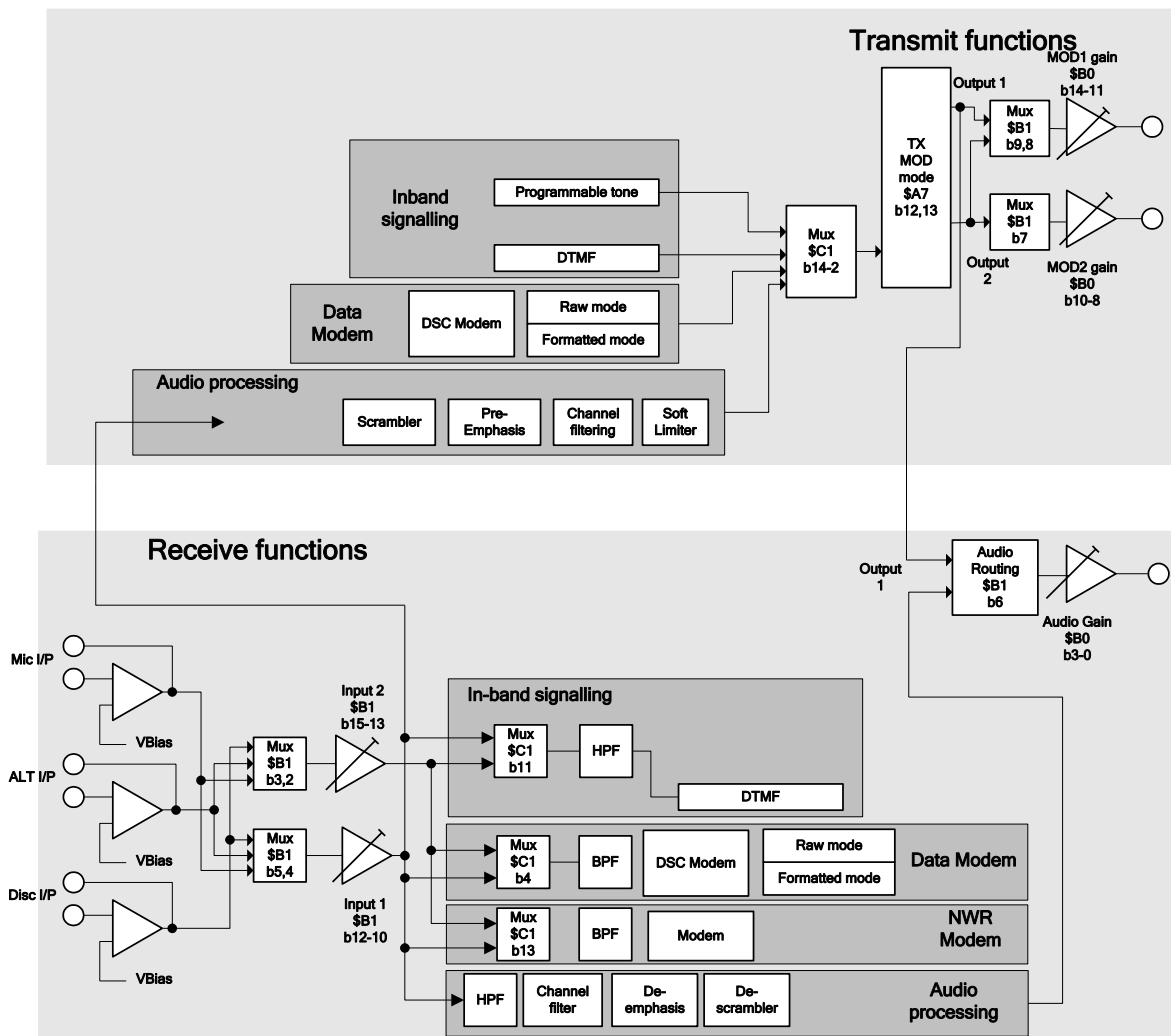 Transmit functions
MOD1 gain
$B0
b14-11
Output 1
Mux
$B1
b9,8
TX
MOD
mode
$A7
b12,13
Inband
signalling
Programmable tone
DTMF
Mux
$C1
b14-2
Mux
$B1
b7
Output
2
MOD2 gain
$B0
b10-8
Data
Modem
DSC Modem
Raw mode
Formatted mode
Audio processing
Scrambler
Pre-
Emphasis
Channel
filtering
Soft
Limiter
Receive functions
Output
1
Audio
Routing
$B1
b6
Audio Gain
$B0
b3-0
Mic I/P
VBias
ALT I/P
VBias
Disc I/P
VBias
Mux
$B1
b3,2
Input 2
$B1
b15-13
Mux
$B1
b5,4
Input 1
$B1
b12-10
In-band signalling
Mux
$C1
b11
HPF
DTMF
Mux
$C1
b4
BPF
DSC Modem
Raw mode
Formatted mode
Data Modem
Mux
$C1
b13
BPF
Modem
NWR
Modem
HPF
Channel
filter
De-
emphasis
De-
scrambler
Audio
processing